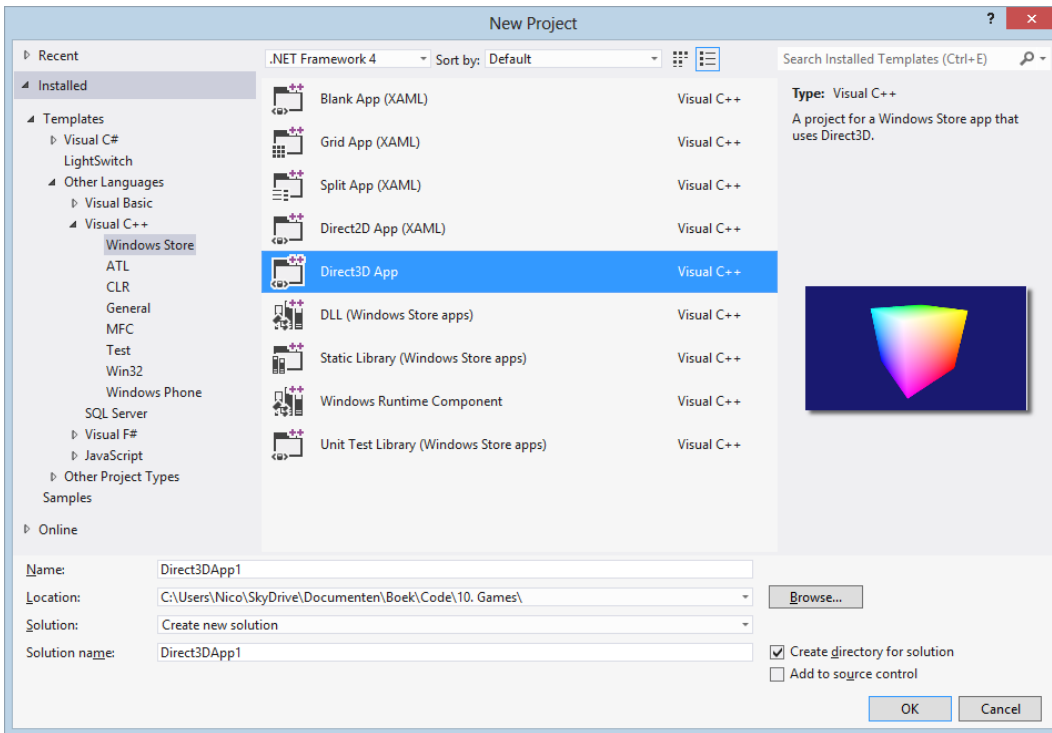 New Project
? ×
Recent
Installed
Templates
Visual C#
LightSwitch
Other Languages
Visual Basic
Visual C++
Windows Store
ATL
CLR
General
MFC
Test
Win32
Windows Phone
SQL Server
Visual F#
JavaScript
Other Project Types
Samples
Online
.NET Framework 4 Sort by: Default
Blank App (XAML) Visual C++
Grid App (XAML) Visual C++
Split App (XAML) Visual C++
Direct2D App (XAML) Visual C++
Direct3D App Visual C++
DLL (Windows Store apps) Visual C++
Static Library (Windows Store apps) Visual C++
Windows Runtime Component Visual C++
Unit Test Library (Windows Store apps) Visual C++
Search Installed Templates (Ctrl+E)
Type: Visual C++
A project for a Windows Store app that
uses Direct3D.
Name: Direct3DApp1
Location: C:\Users\Nico\SkyDrive\Documenten\Boek\Code\10. Games\ Browse...
Solution: Create new solution
Solution name: Direct3DApp1
Create directory for solution
Add to source control
OK Cancel